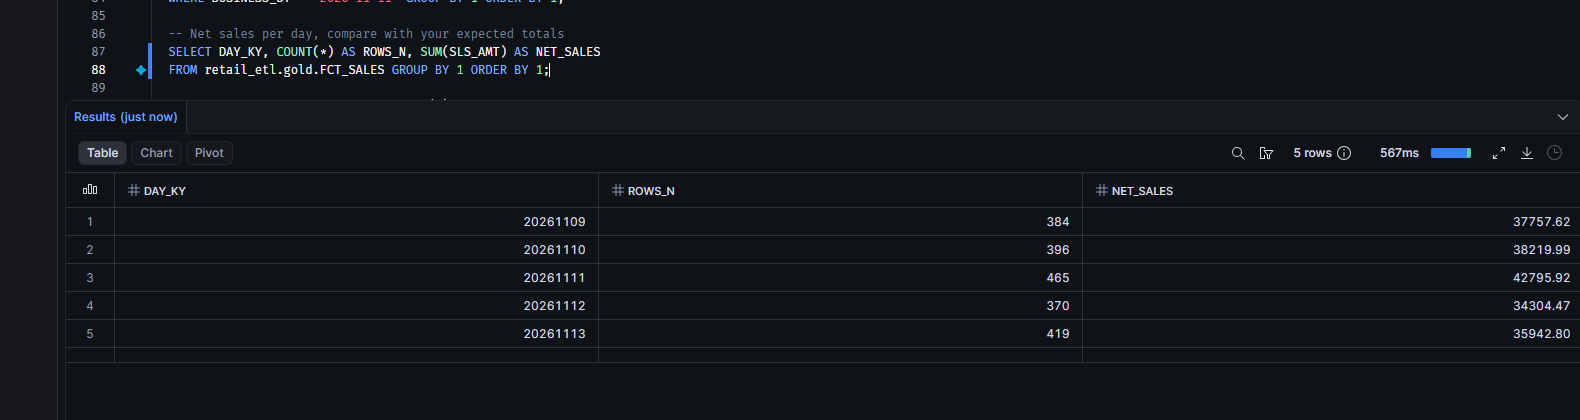 85
86 -- Net sales per day, compare with your expected totals
87 SELECT DAY_KY, COUNT(*) AS ROWS_N, SUM(SLS_AMT) AS NET_SALES
88 FROM retail_etl.gold.FCT_SALES GROUP BY 1 ORDER BY 1;
89
Results (just now)
Table Chart Pivot 5 rows 567ms
DAY_KY ROWS_N NET_SALES
1 20261109 384 37757.62
2 20261110 396 38219.99
3 20261111 465 42795.92
4 20261112 370 34304.47
5 20261113 419 35942.80